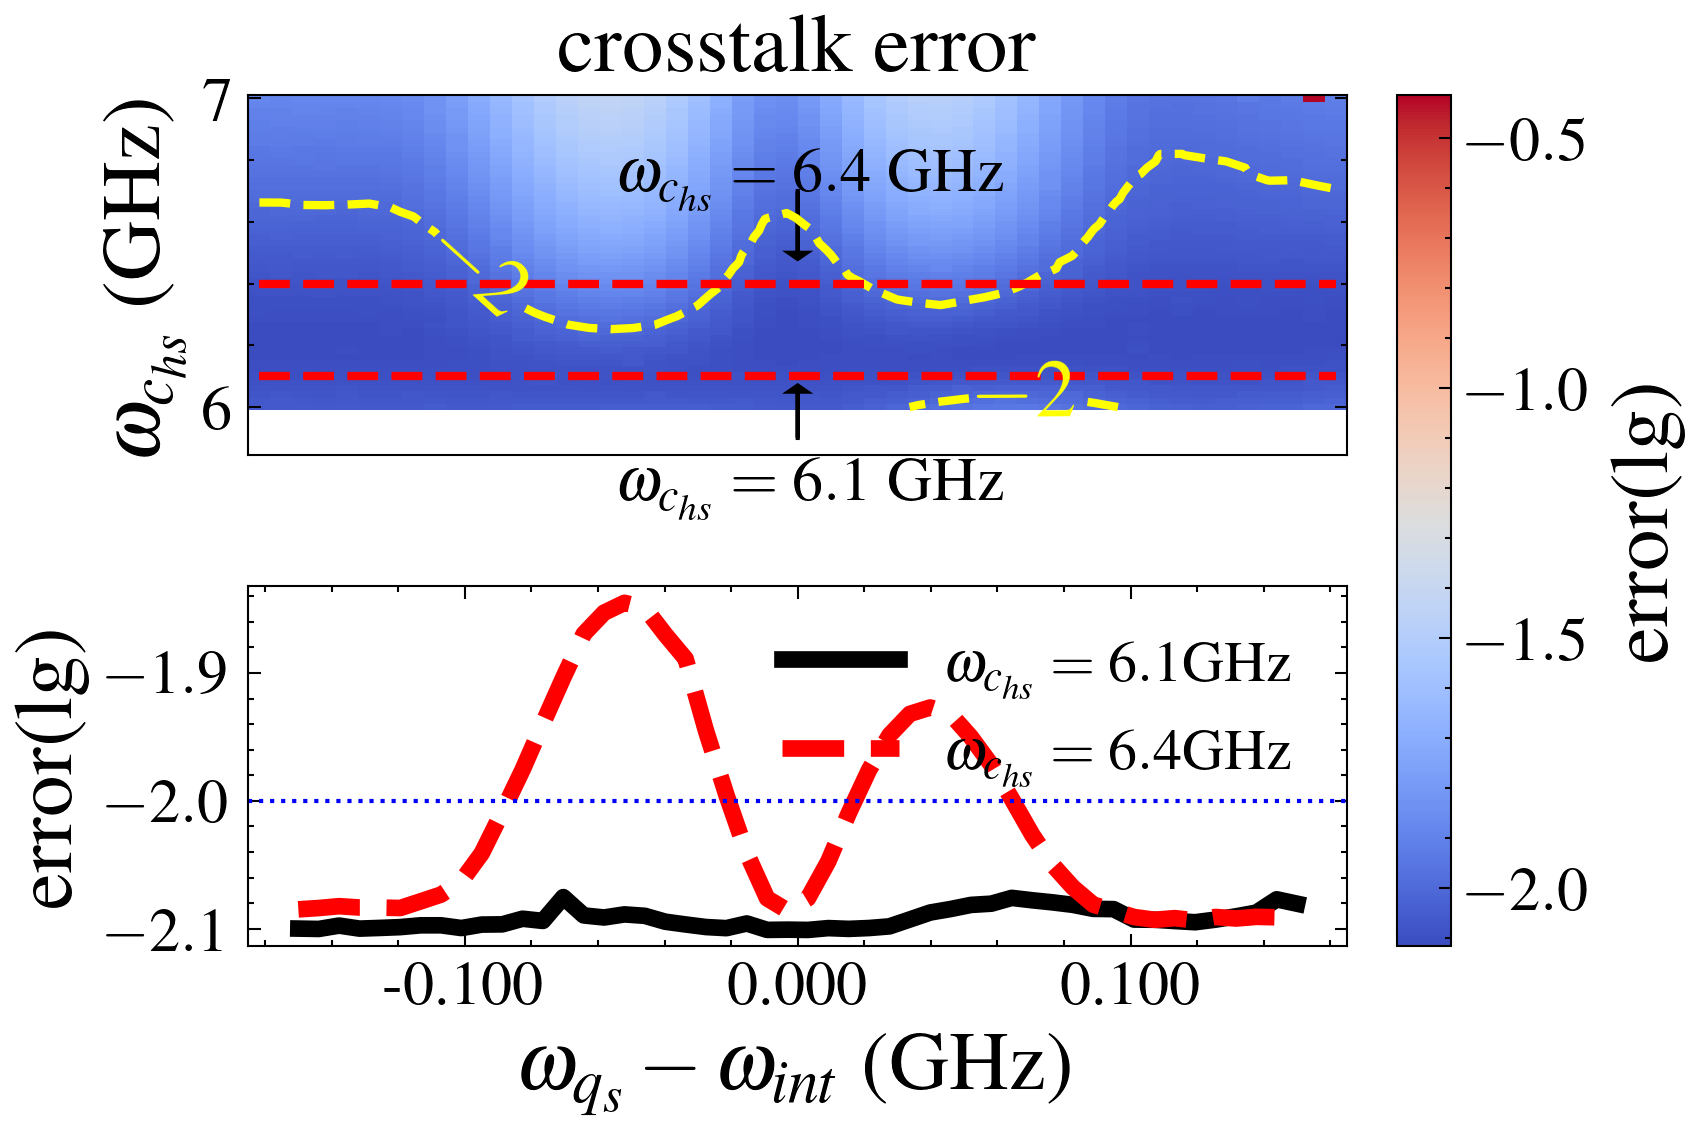 crosstalk error
7
6
ω_{c_{hs}} (GHz)
ω_{c_{hs}} = 6.4 GHz
−2
−2
ω_{c_{hs}} = 6.1 GHz
−0.5
−1.0
−1.5
−2.0
error(lg)
error(lg)
−1.9
−2.0
−2.1
ω_{c_{hs}} = 6.1GHz
ω_{c_{hs}} = 6.4GHz
-0.100 0.000 0.100
ω_{q_s} − ω_{int} (GHz)